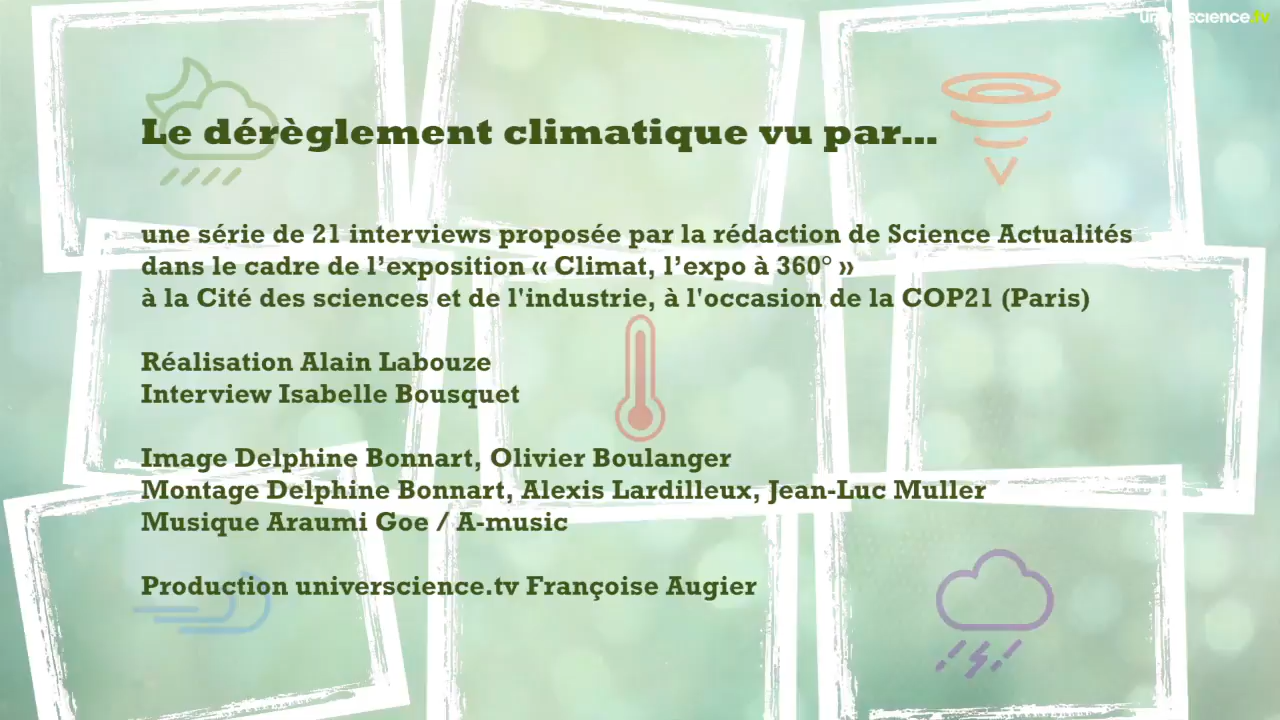 universcience.tv
Le dérèglement climatique vu par...
une série de 21 interviews proposée par la rédaction de Science Actualités
dans le cadre de l’exposition « Climat, l’expo à 360° »
à la Cité des sciences et de l'industrie, à l'occasion de la COP21 (Paris)
Réalisation Alain Labouze
Interview Isabelle Bousquet
Image Delphine Bonnart, Olivier Boulanger
Montage Delphine Bonnart, Alexis Lardilleux, Jean-Luc Muller
Musique Araumi Goe / A-music
Production universcience.tv Françoise Augier